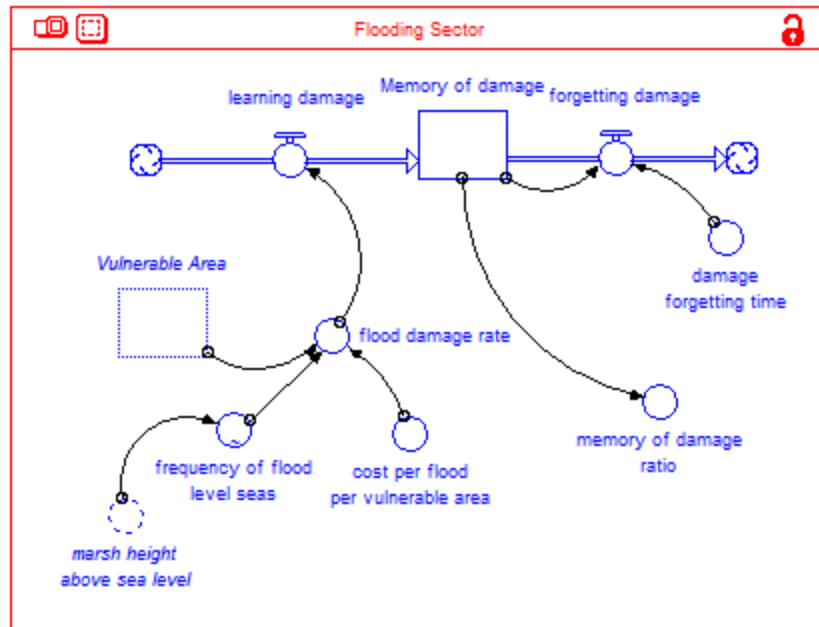 Flooding Sector
learning damage
Memory of damage
forgetting damage
Vulnerable Area
damage
forgetting time
flood damage rate
frequency of flood
level seas
cost per flood
per vulnerable area
memory of damage
ratio
marsh height
above sea level